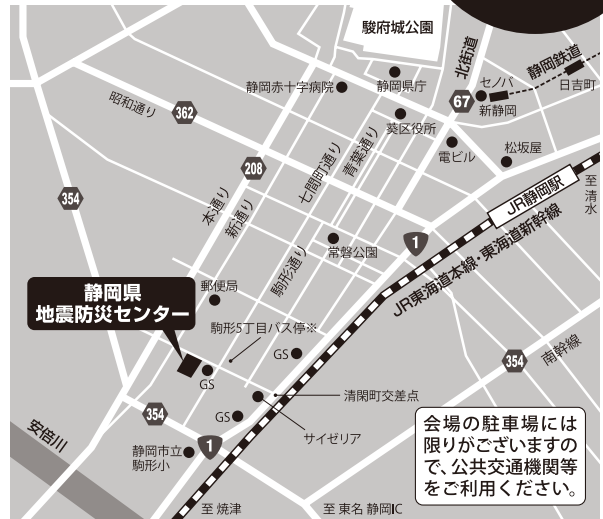 駿府城公園
北街道
静岡鉄道
静岡赤十字病院
静岡県庁
セノバ
新静岡
日吉町
67
昭和通り
362
葵区役所
電ビル
松坂屋
208
七間町通り
青葉通り
JR静岡駅
至清水
354
本通り
新通り
常磐公園
1
駒形通り
JR東海道本線・東海道新幹線
静岡県
地震防災センター
郵便局
駒形5丁目バス停※
GS
GS
354
南幹線
清閑町交差点
354
GS
サイゼリア
1
安倍川
静岡市立
駒形小
会場の駐車場には
限りがございますの
で、公共交通機関等
をご利用ください。
至 焼津
至 東名 静岡IC